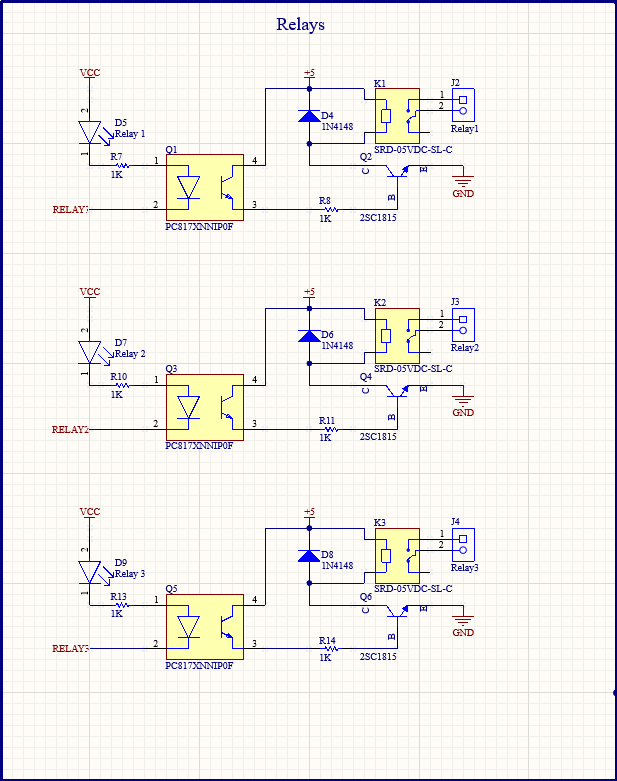 Relays
VCC
+5
K1
J2
2
D5
Relay 1
D4
1N4148
1
2
Relay1
1
R7
1K
Q1
1
4
SRD-05VDC-SL-C
Q2
C
E
B
GND
RELAY7
2
3
R8
1K
2SC1815
PC817XNNIP0F
VCC
+5
K2
J3
2
D7
Relay 2
D6
1N4148
1
2
Relay2
1
R10
1K
Q3
1
4
SRD-05VDC-SL-C
Q4
C
E
B
GND
RELAY2
2
3
R11
1K
2SC1815
PC817XNNIP0F
VCC
+5
K3
J4
2
D9
Relay 3
D8
1N4148
1
2
Relay3
1
R13
1K
Q5
1
4
SRD-05VDC-SL-C
Q6
C
E
B
GND
RELAY3
2
3
R14
1K
2SC1815
PC817XNNIP0F